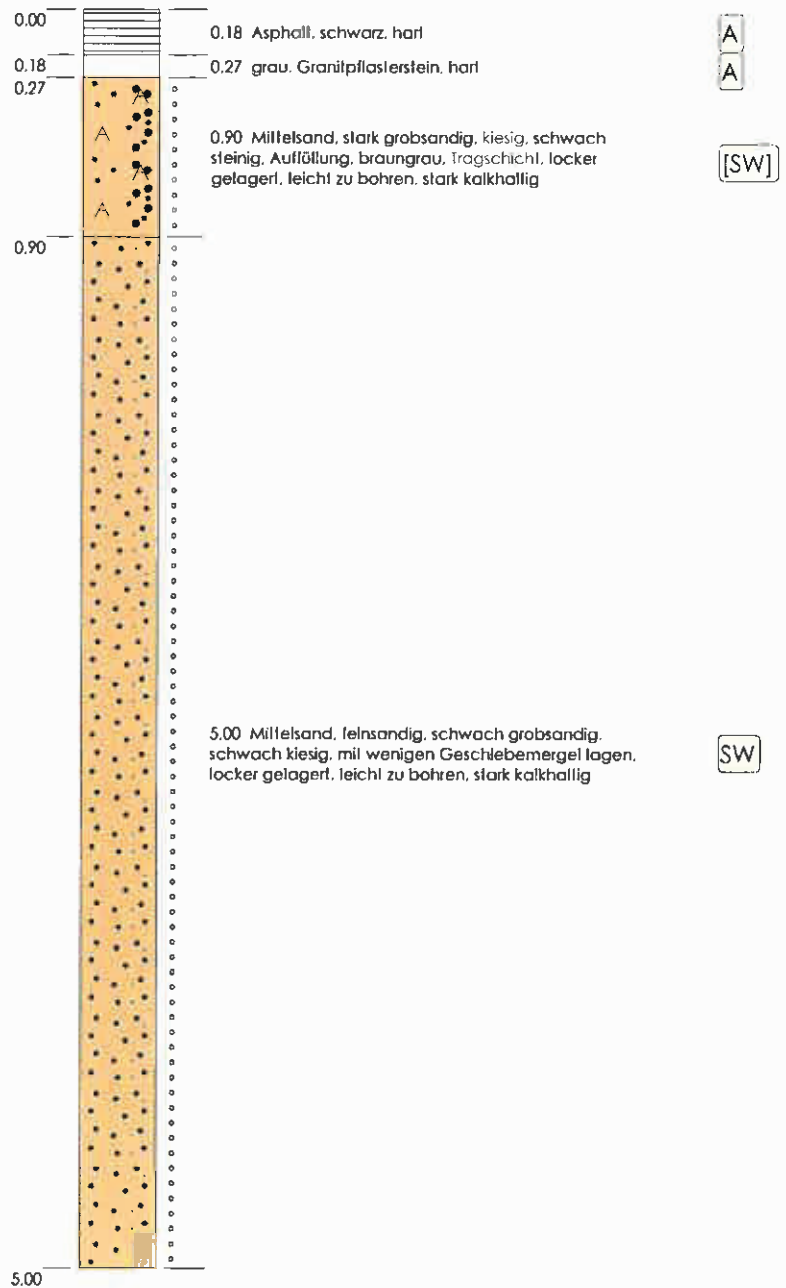 0.00
0.18 Asphalt, schwarz, hart
A
0.18
0.27 grau, Granitpflasterstein, hart
A
0.27
0.90 Mittelsand, stark grobsandig, kiesig, schwach
steinig, Auffüllung, braungrau, Tragschicht, locker
gelagert, leicht zu bohren, stark kalkhaltig
[SW]
A
A
A
A
0.90
5.00 Mittelsand, feinsandig, schwach grobsandig,
schwach kiesig, mit wenigen Geschiebemergel lagen,
locker gelagert, leicht zu bohren, stark kalkhaltig
SW
5.00